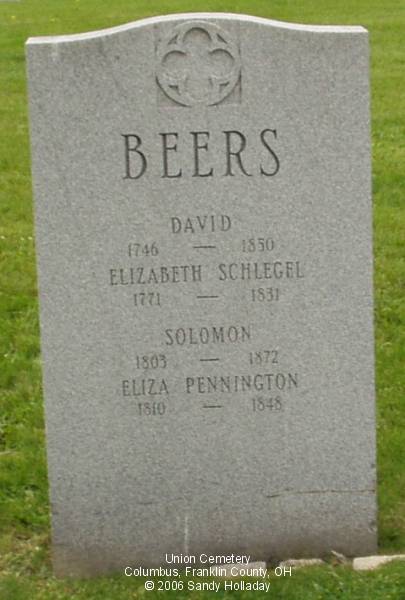 BEERS
DAVID
1746 — 1850
ELIZABETH SCHLEGEL
1771 — 1831
SOLOMON
1803 — 1872
ELIZA PENNINGTON
1810 — 1848
Union Cemetery
Columbus, Franklin County, OH
© 2006 Sandy Holladay